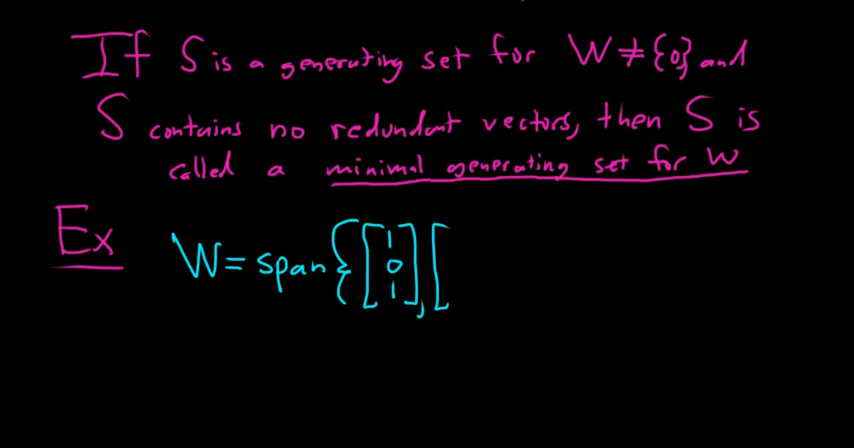 If S is a generating set for W ≠ {0} and
S contains no redundant vectors, then S is
called a minimal generating set for W
Ex W = span { [ 1 0 1 ] , [